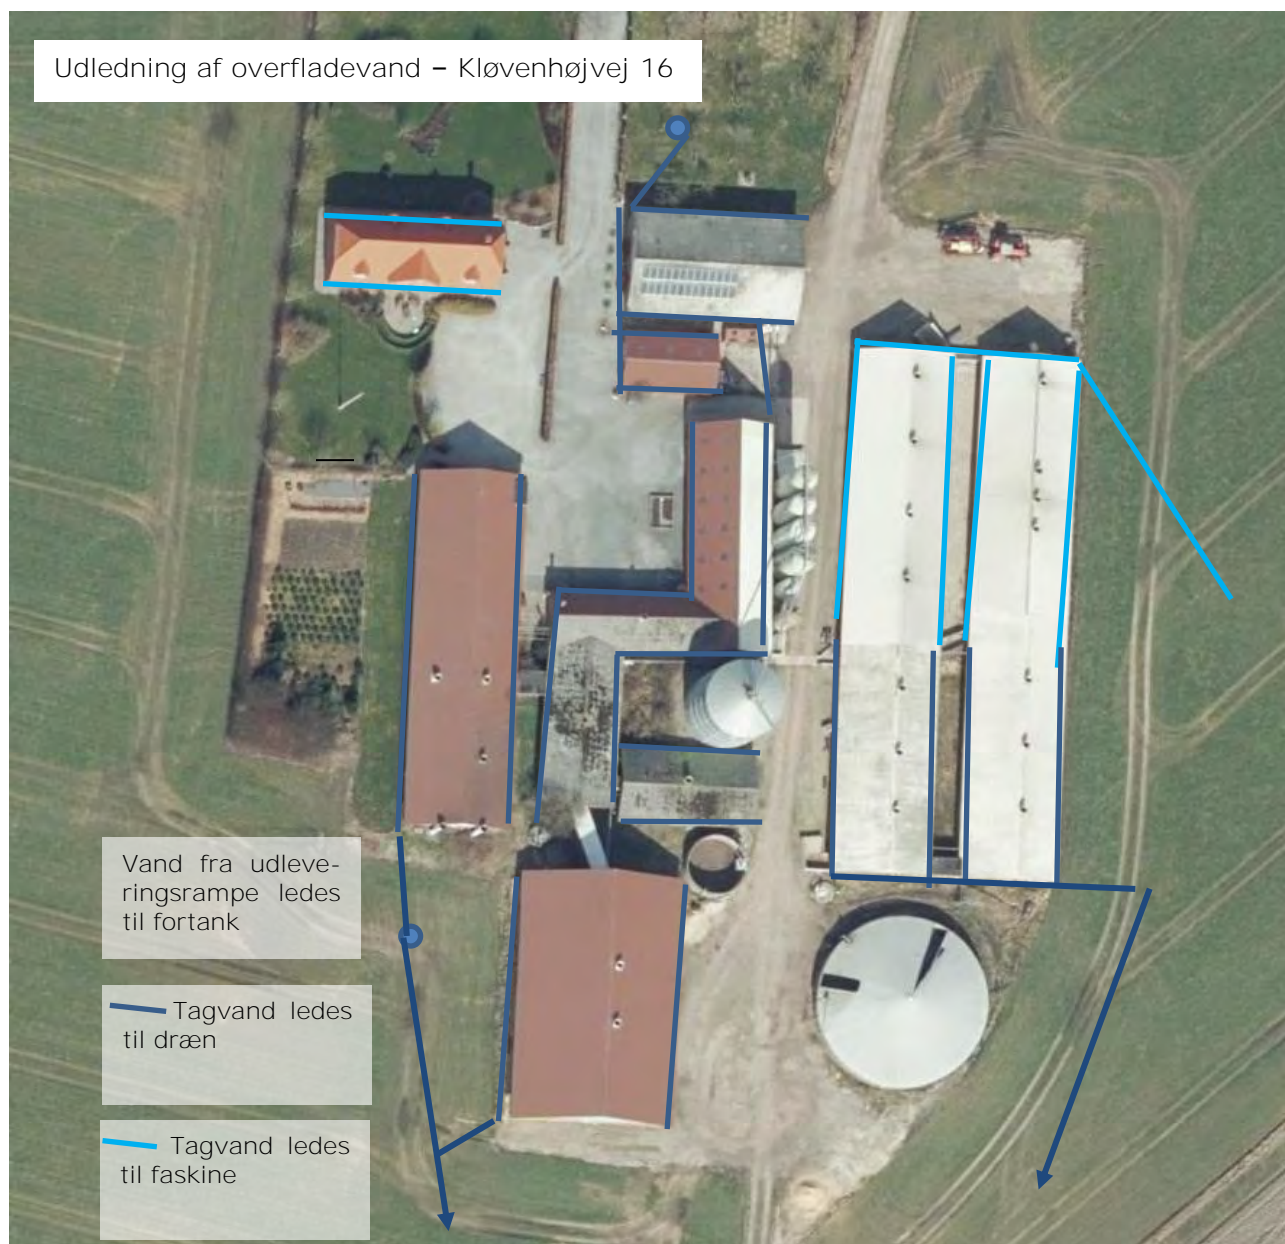 Udledning af overfladevand – Kløvenhøjvej 16
Vand fra udleve-
ringsrampe ledes
til fortank
Tagvand ledes
til dræn
Tagvand ledes
til faskine